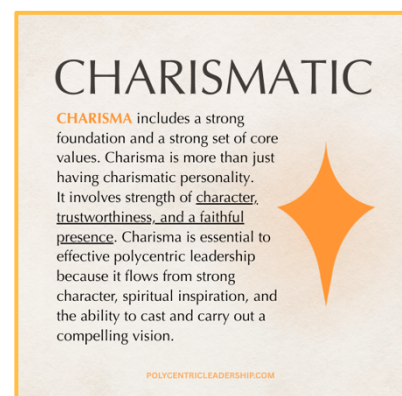 CHARISMATIC
CHARISMA includes a strong
foundation and a strong set of core
values. Charisma is more than just
having charismatic personality.
It involves strength of character,
trustworthiness, and a faithful
presence. Charisma is essential to
effective polycentric leadership
because it flows from strong
character, spiritual inspiration, and
the ability to cast and carry out a
compelling vision.
POLYCENTRICLEADERSHIP.COM